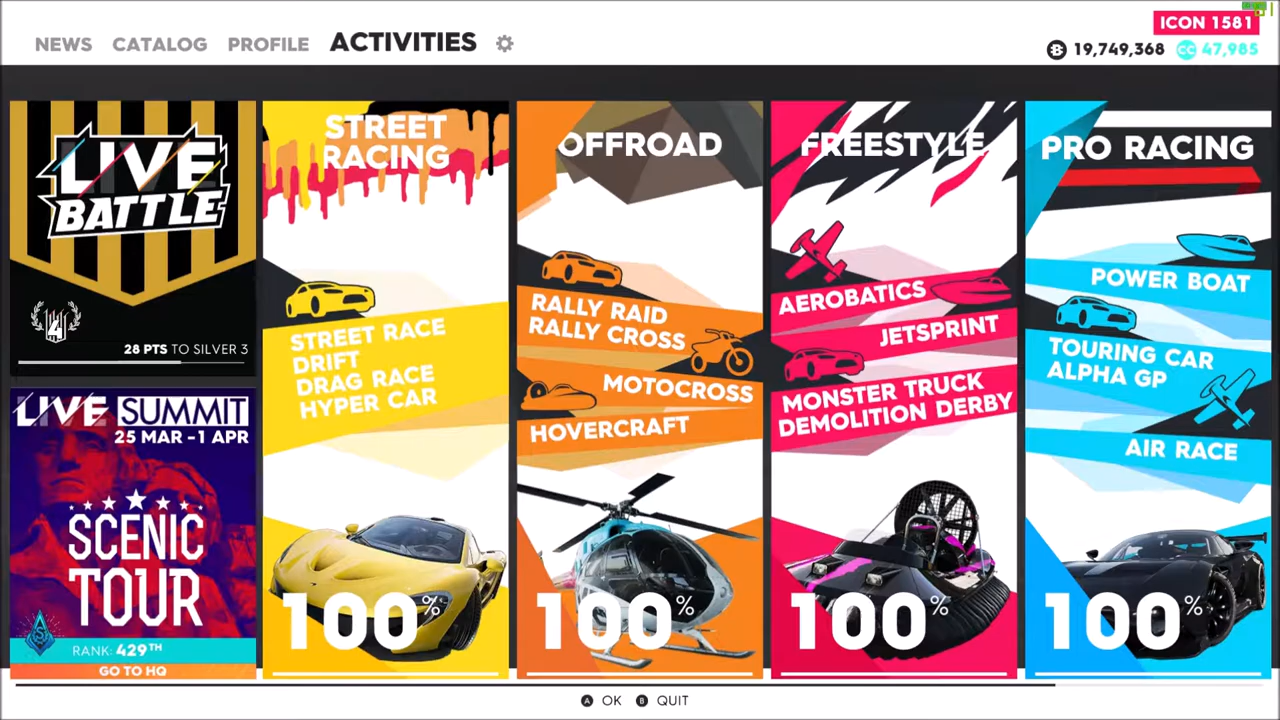 NEWS CATALOG PROFILE ACTIVITIES
ICON 1581
19,749,368 CC 47,985
LIVE
BATTLE
4
28 PTS TO SILVER 3
LIVE SUMMIT
25 MAR -1 APR
SCENIC
TOUR
S
RANK: 429TH
GO TO HQ
STREET
RACING
STREET RACE
DRIFT
DRAG RACE
HYPER CAR
100%
OFFROAD
RALLY RAID
RALLY CROSS
MOTOCROSS
HOVERCRAFT
100%
FREESTYLE
AEROBATICS
JETSPRINT
MONSTER TRUCK
DEMOLITION DERBY
100%
PRO RACING
POWER BOAT
TOURING CAR
ALPHA GP
AIR RACE
100%
A OK B QUIT